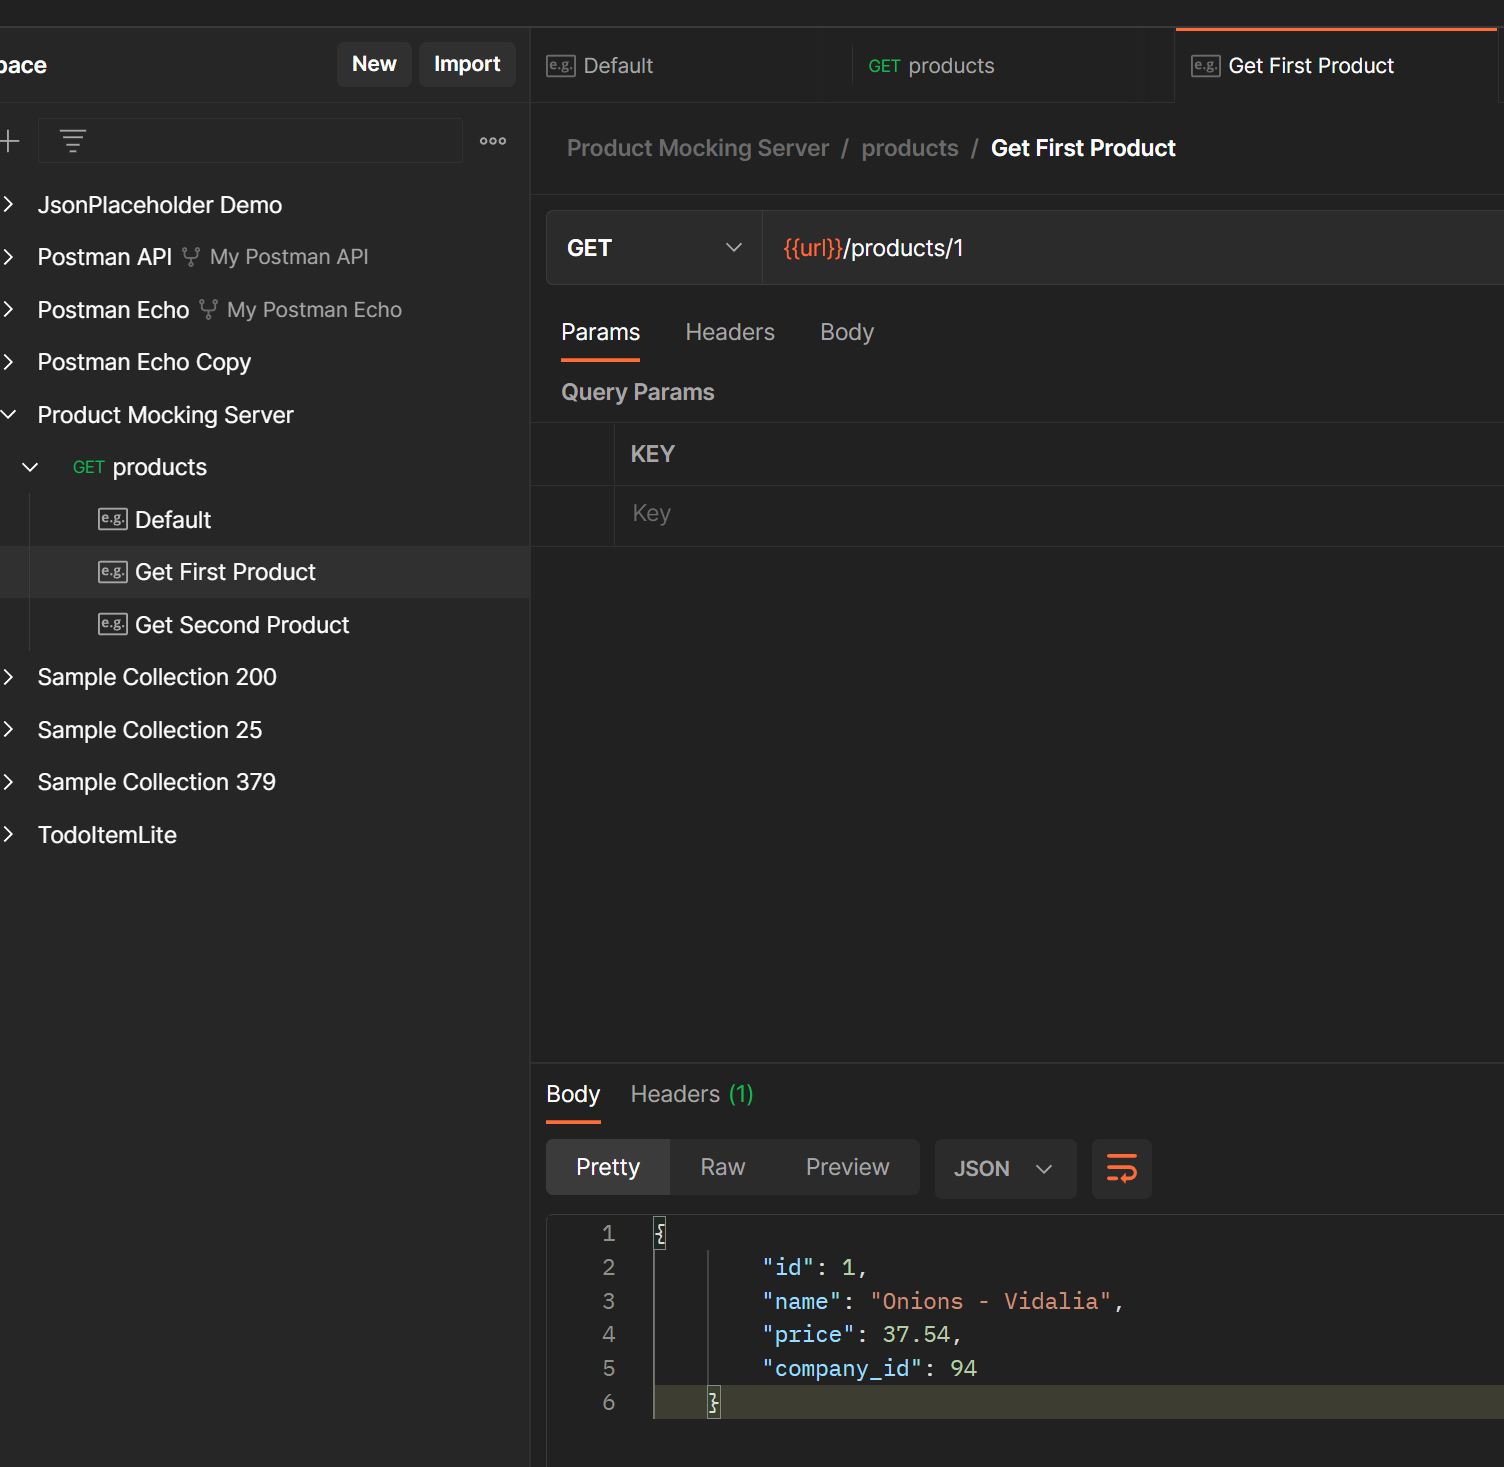 pace
New
Import
JsonPlaceholder Demo
Postman API My Postman API
Postman Echo My Postman Echo
Postman Echo Copy
Product Mocking Server
GET products
e.g. Default
e.g. Get First Product
e.g. Get Second Product
Sample Collection 200
Sample Collection 25
Sample Collection 379
TodoItemLite
e.g. Default
GET products
e.g. Get First Product
Product Mocking Server / products / Get First Product
GET
{{url}}/products/1
Params Headers Body
Query Params
KEY
Key
Body Headers (1)
Pretty Raw Preview JSON
1 {
2 "id": 1,
3 "name": "Onions - Vidalia",
4 "price": 37.54,
5 "company_id": 94
6 }